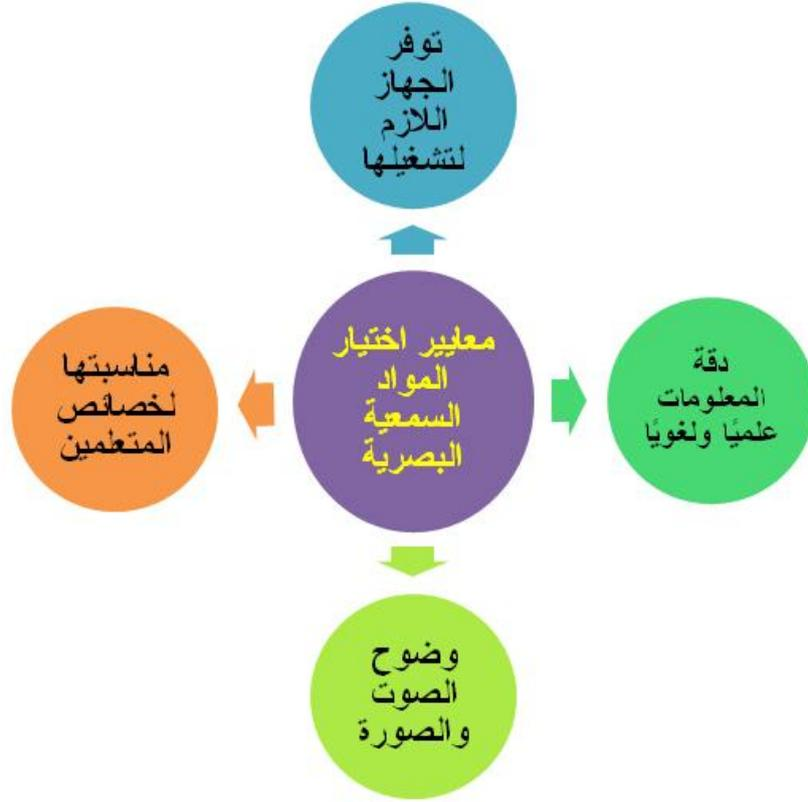 توفر
الجهاز
اللازم
لتشغيلها
معايير اختيار
المواد
السمعية
البصرية
دقة
المعلومات
علميًا ولغويًا
مناسبتها
لخصائص
المتعلمين
وضوح
الصوت
والصورة